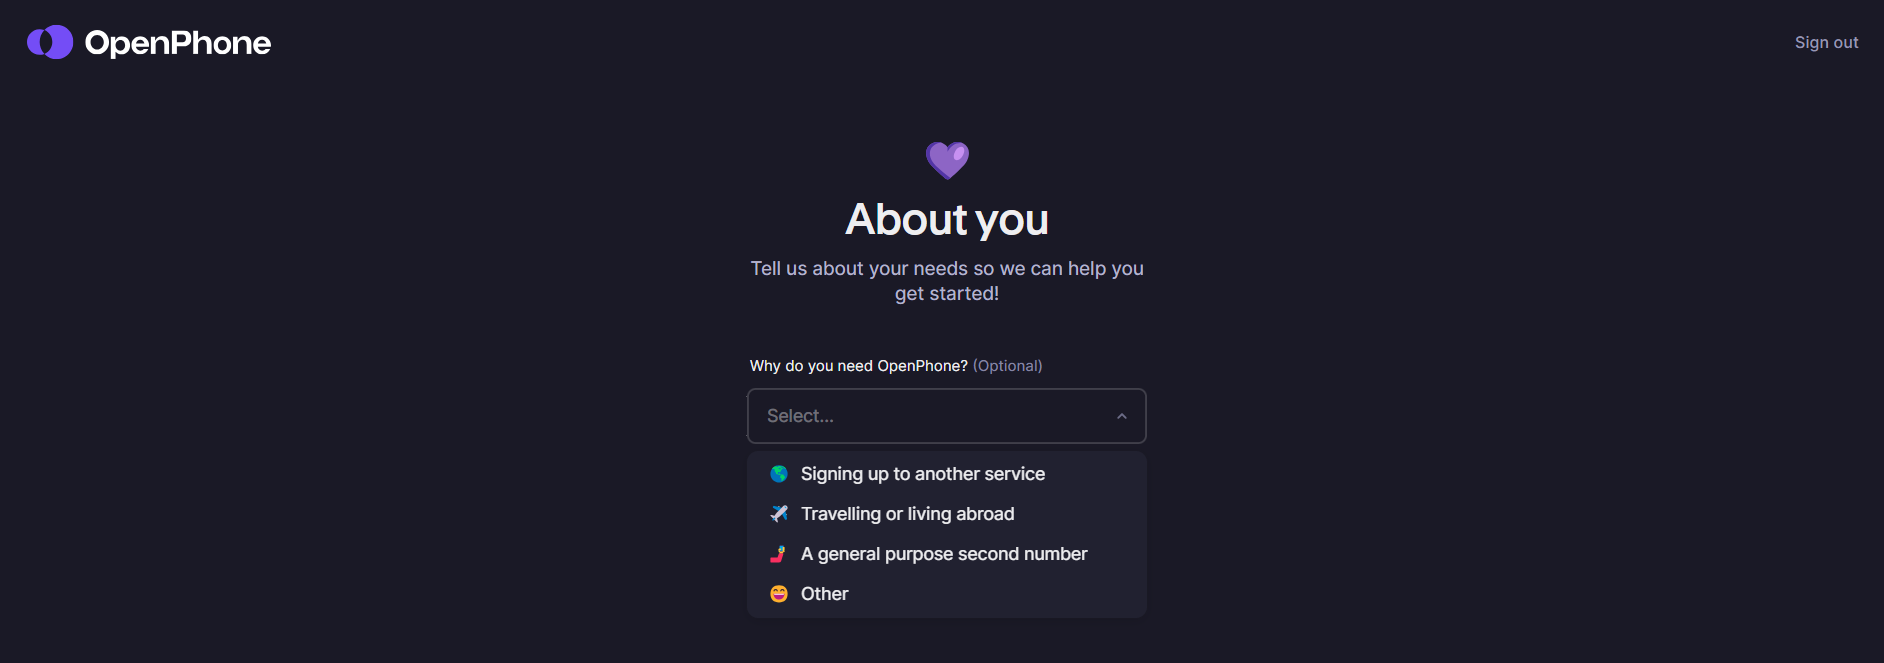 OpenPhone
Sign out
About you
Tell us about your needs so we can help you
get started!
Why do you need OpenPhone? (Optional)
Select...
Signing up to another service
Travelling or living abroad
A general purpose second number
Other